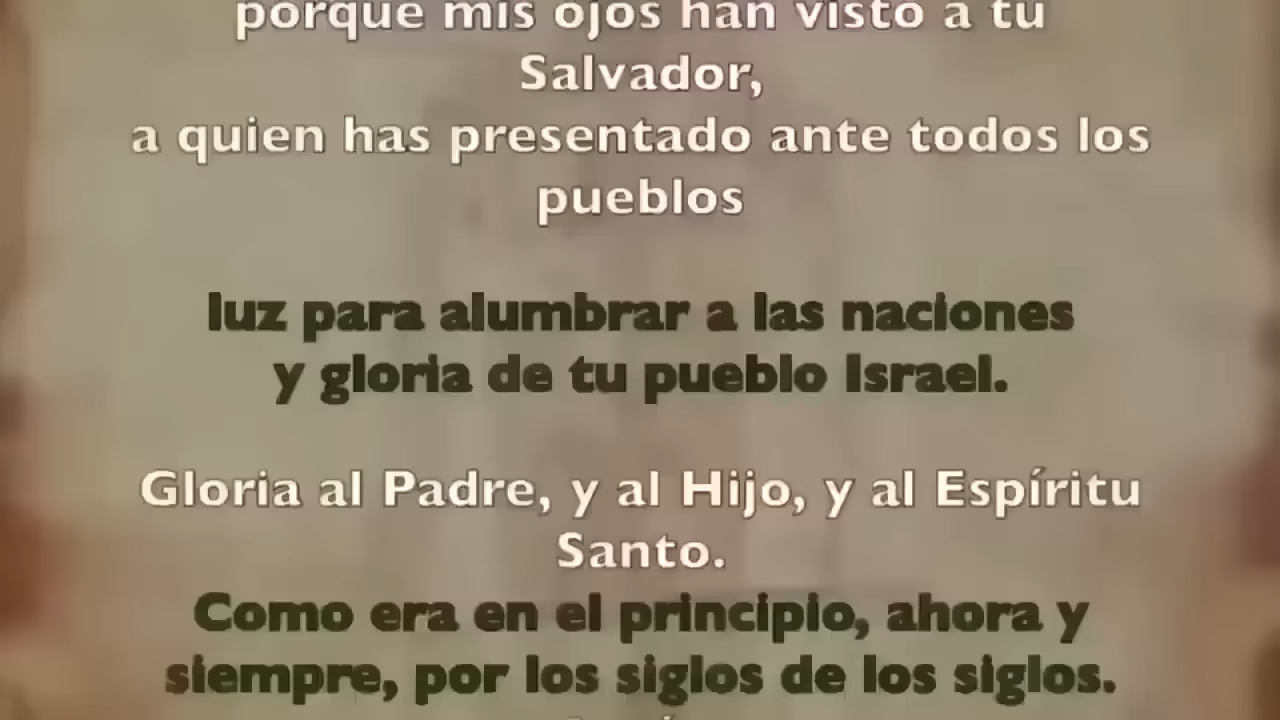 porque mis ojos han visto a tu
Salvador,
a quien has presentado ante todos los
pueblos
luz para alumbrar a las naciones
y gloria de tu pueblo Israel.
Gloria al Padre, y al Hijo, y al Espíritu
Santo.
Como era en el principio, ahora y
siempre, por los siglos de los siglos.